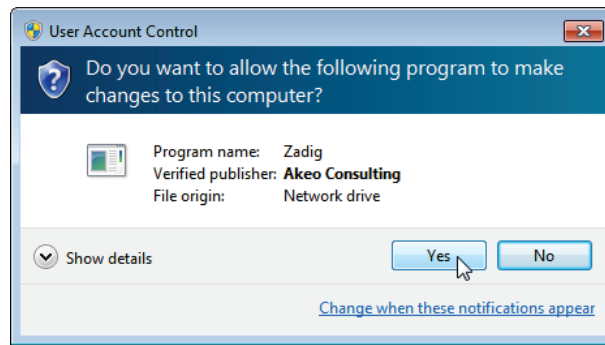 User Account Control
Do you want to allow the following program to make
changes to this computer?
Program name: Zadig
Verified publisher: Akeo Consulting
File origin: Network drive
Show details
Yes
No
Change when these notifications appear